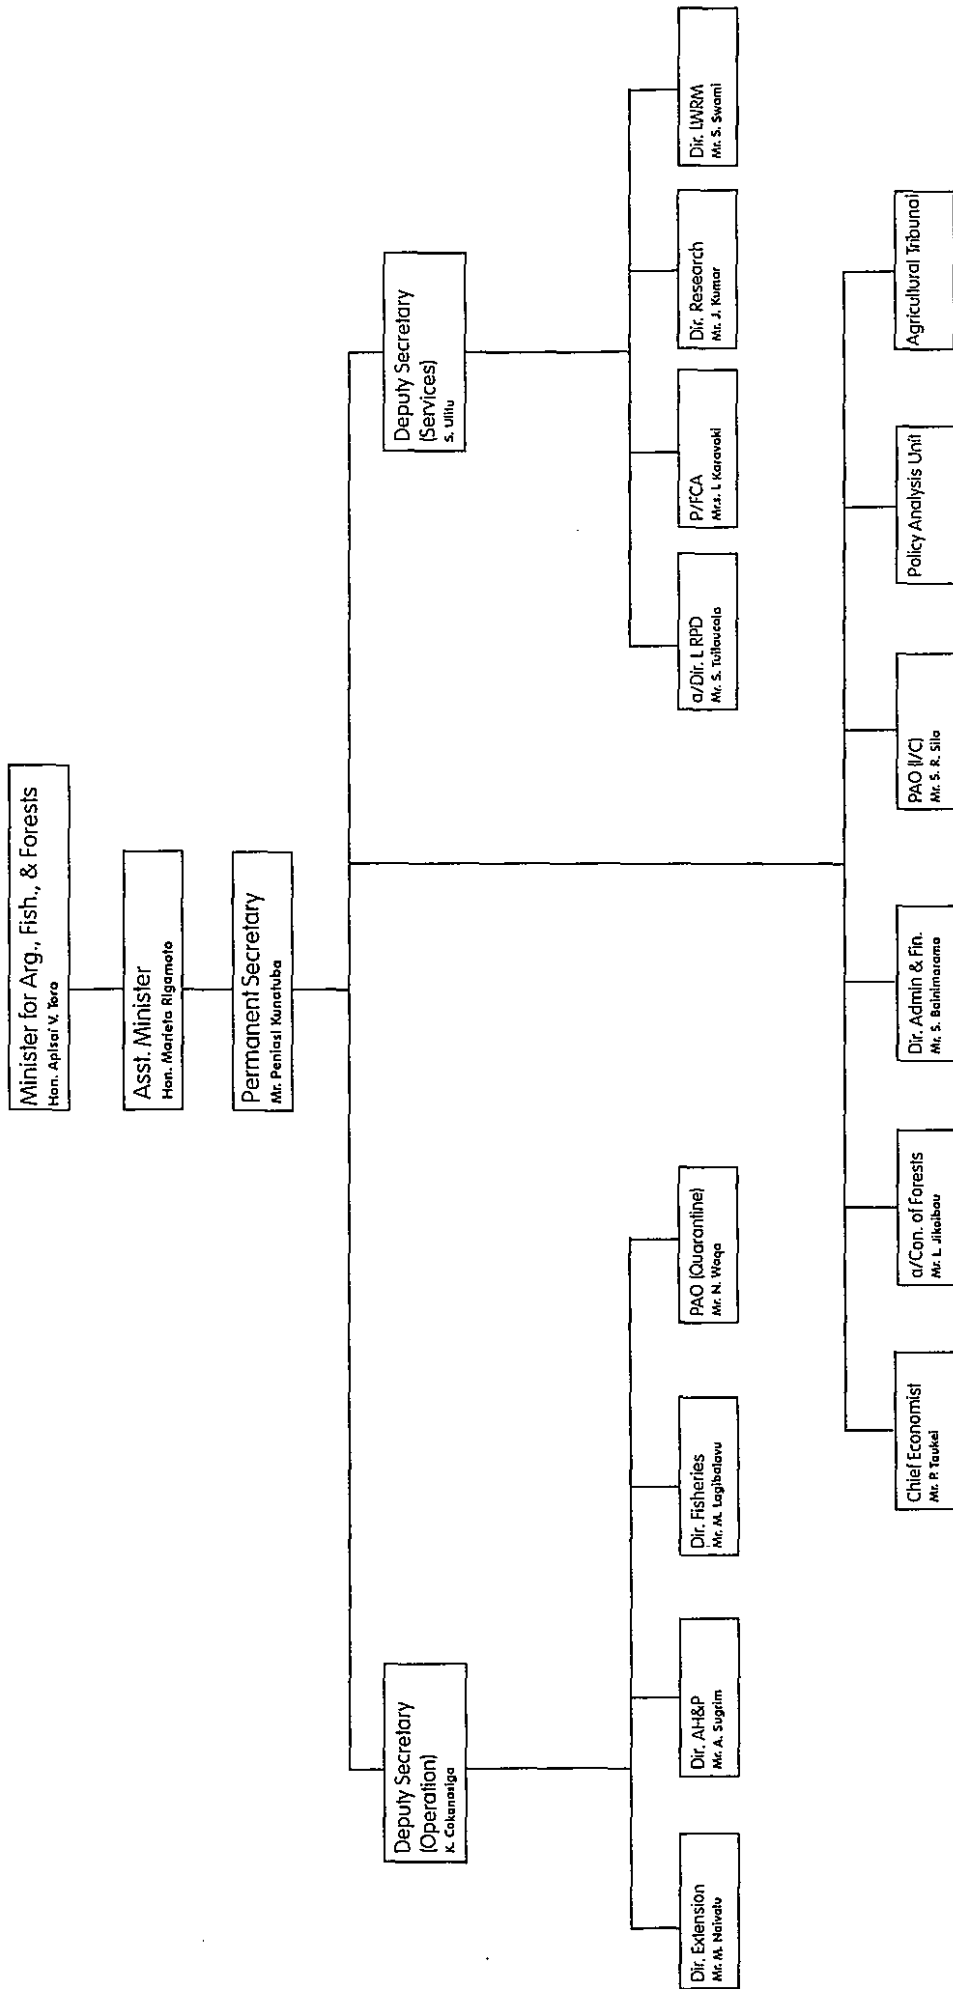 Minister for Arg., Fish., & Forests
Hon. Apisai V. Tora
Asst. Minister
Hon. Marieta Rigamoto
Permanent Secretary
Mr. Peniasi Kunatuba
Deputy Secretary
(Operation)
K. Cokanasiga
Deputy Secretary
(Services)
S. Ulitu
Dir. Extension
Mr. M. Naivalu
Dir. AH&P
Mr. A. Sugrim
Dir. Fisheries
Mr. M. Lagibalavu
PAO (Quarantine)
Mr. N. Waqa
a/Dir. L RPD
Mr. S. Tuilaucala
P/FCA
Mr.s. L Karavaki
Dir. Research
Mr. J. Kumar
Dir. LWRM
Mr. S. Swami
Chief Economist
Mr. P. Taukei
a/Con. of Forests
Mr. L. Jikoibau
Dir. Admin & Fin.
Mr. S. Bainimarama
PAO (I/C)
Mr. S. R. Sila
Policy Analysis Unit
Agricultural Tribunal